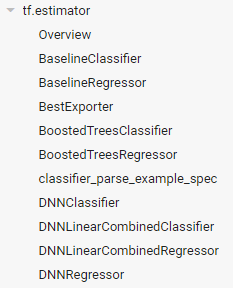 tf.estimator
Overview
BaselineClassifier
BaselineRegressor
BestExporter
BoostedTreesClassifier
BoostedTreesRegressor
classifier_parse_example_spec
DNNClassifier
DNNLinearCombinedClassifier
DNNLinearCombinedRegressor
DNNRegressor